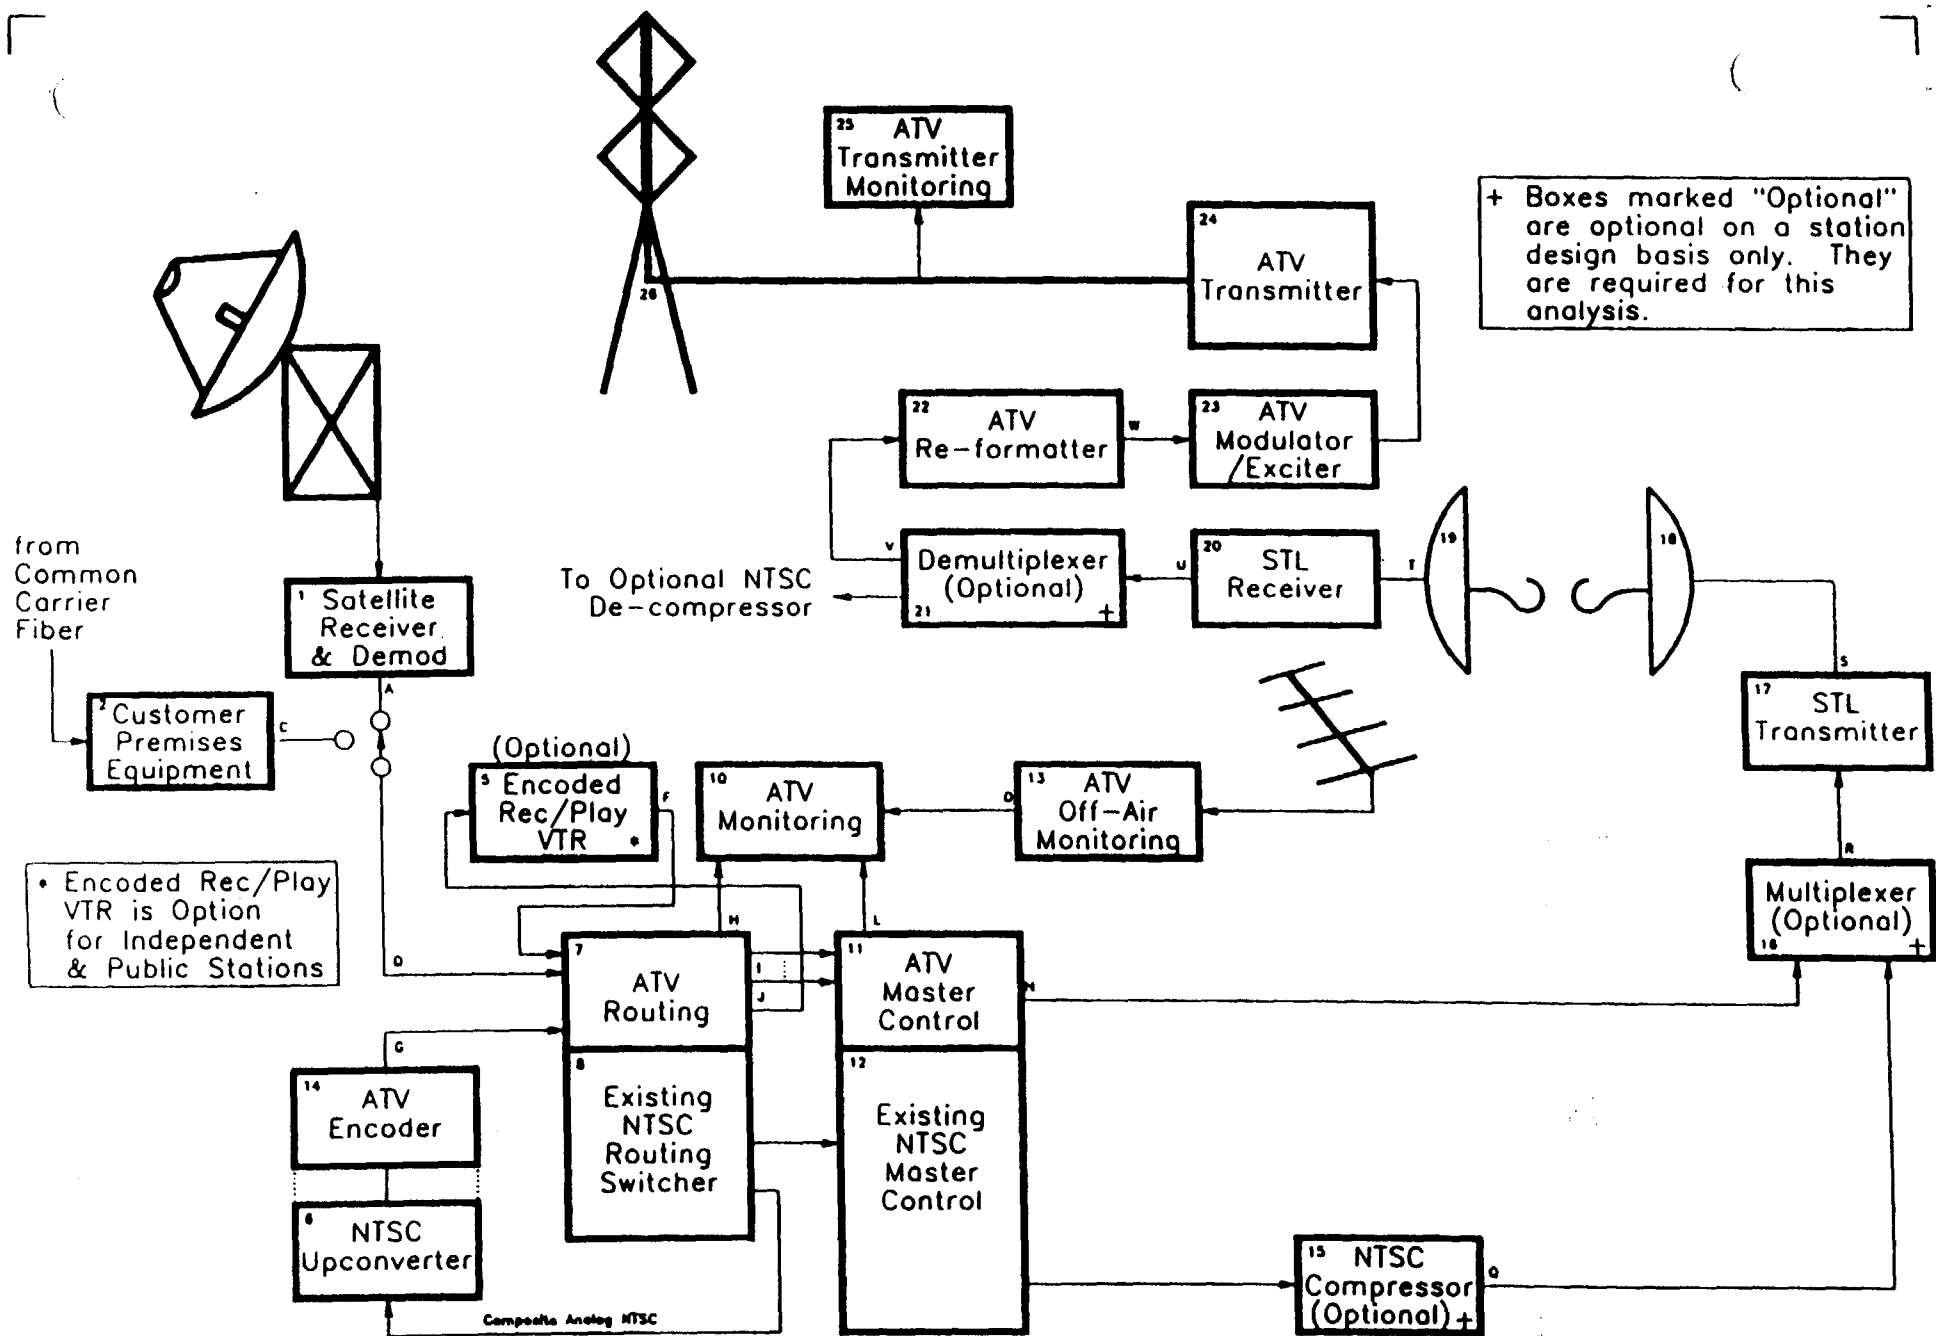 25 ATV
Transmitter
Monitoring
+ Boxes marked "Optional"
are optional on a station
design basis only. They
are required for this
analysis.
24
ATV
Transmitter
26
22 ATV
Re-formatter
W
23 ATV
Modulator
/Exciter
from
Common
Carrier
Fiber
To Optional NTSC
De-compressor
V
Demultiplexer
(Optional)
21 +
U
20 STL
Receiver
T
19
18
1 Satellite
Receiver
& Demod
A
S
17 STL
Transmitter
2 Customer
Premises
Equipment
C
(Optional)
5 Encoded
Rec/Play
VTR *
F
10 ATV
Monitoring
13 ATV
Off-Air
Monitoring
R
Multiplexer
(Optional)
16 +
* Encoded Rec/Play
VTR is Option
for Independent
& Public Stations
H
L
7
ATV
Routing
I
J
11
ATV
Master
Control
G
14
ATV
Encoder
8
Existing
NTSC
Routing
Switcher
12
Existing
NTSC
Master
Control
6
NTSC
Upconverter
Composite Analog NTSC
15 NTSC
Compressor
(Optional) +
Q